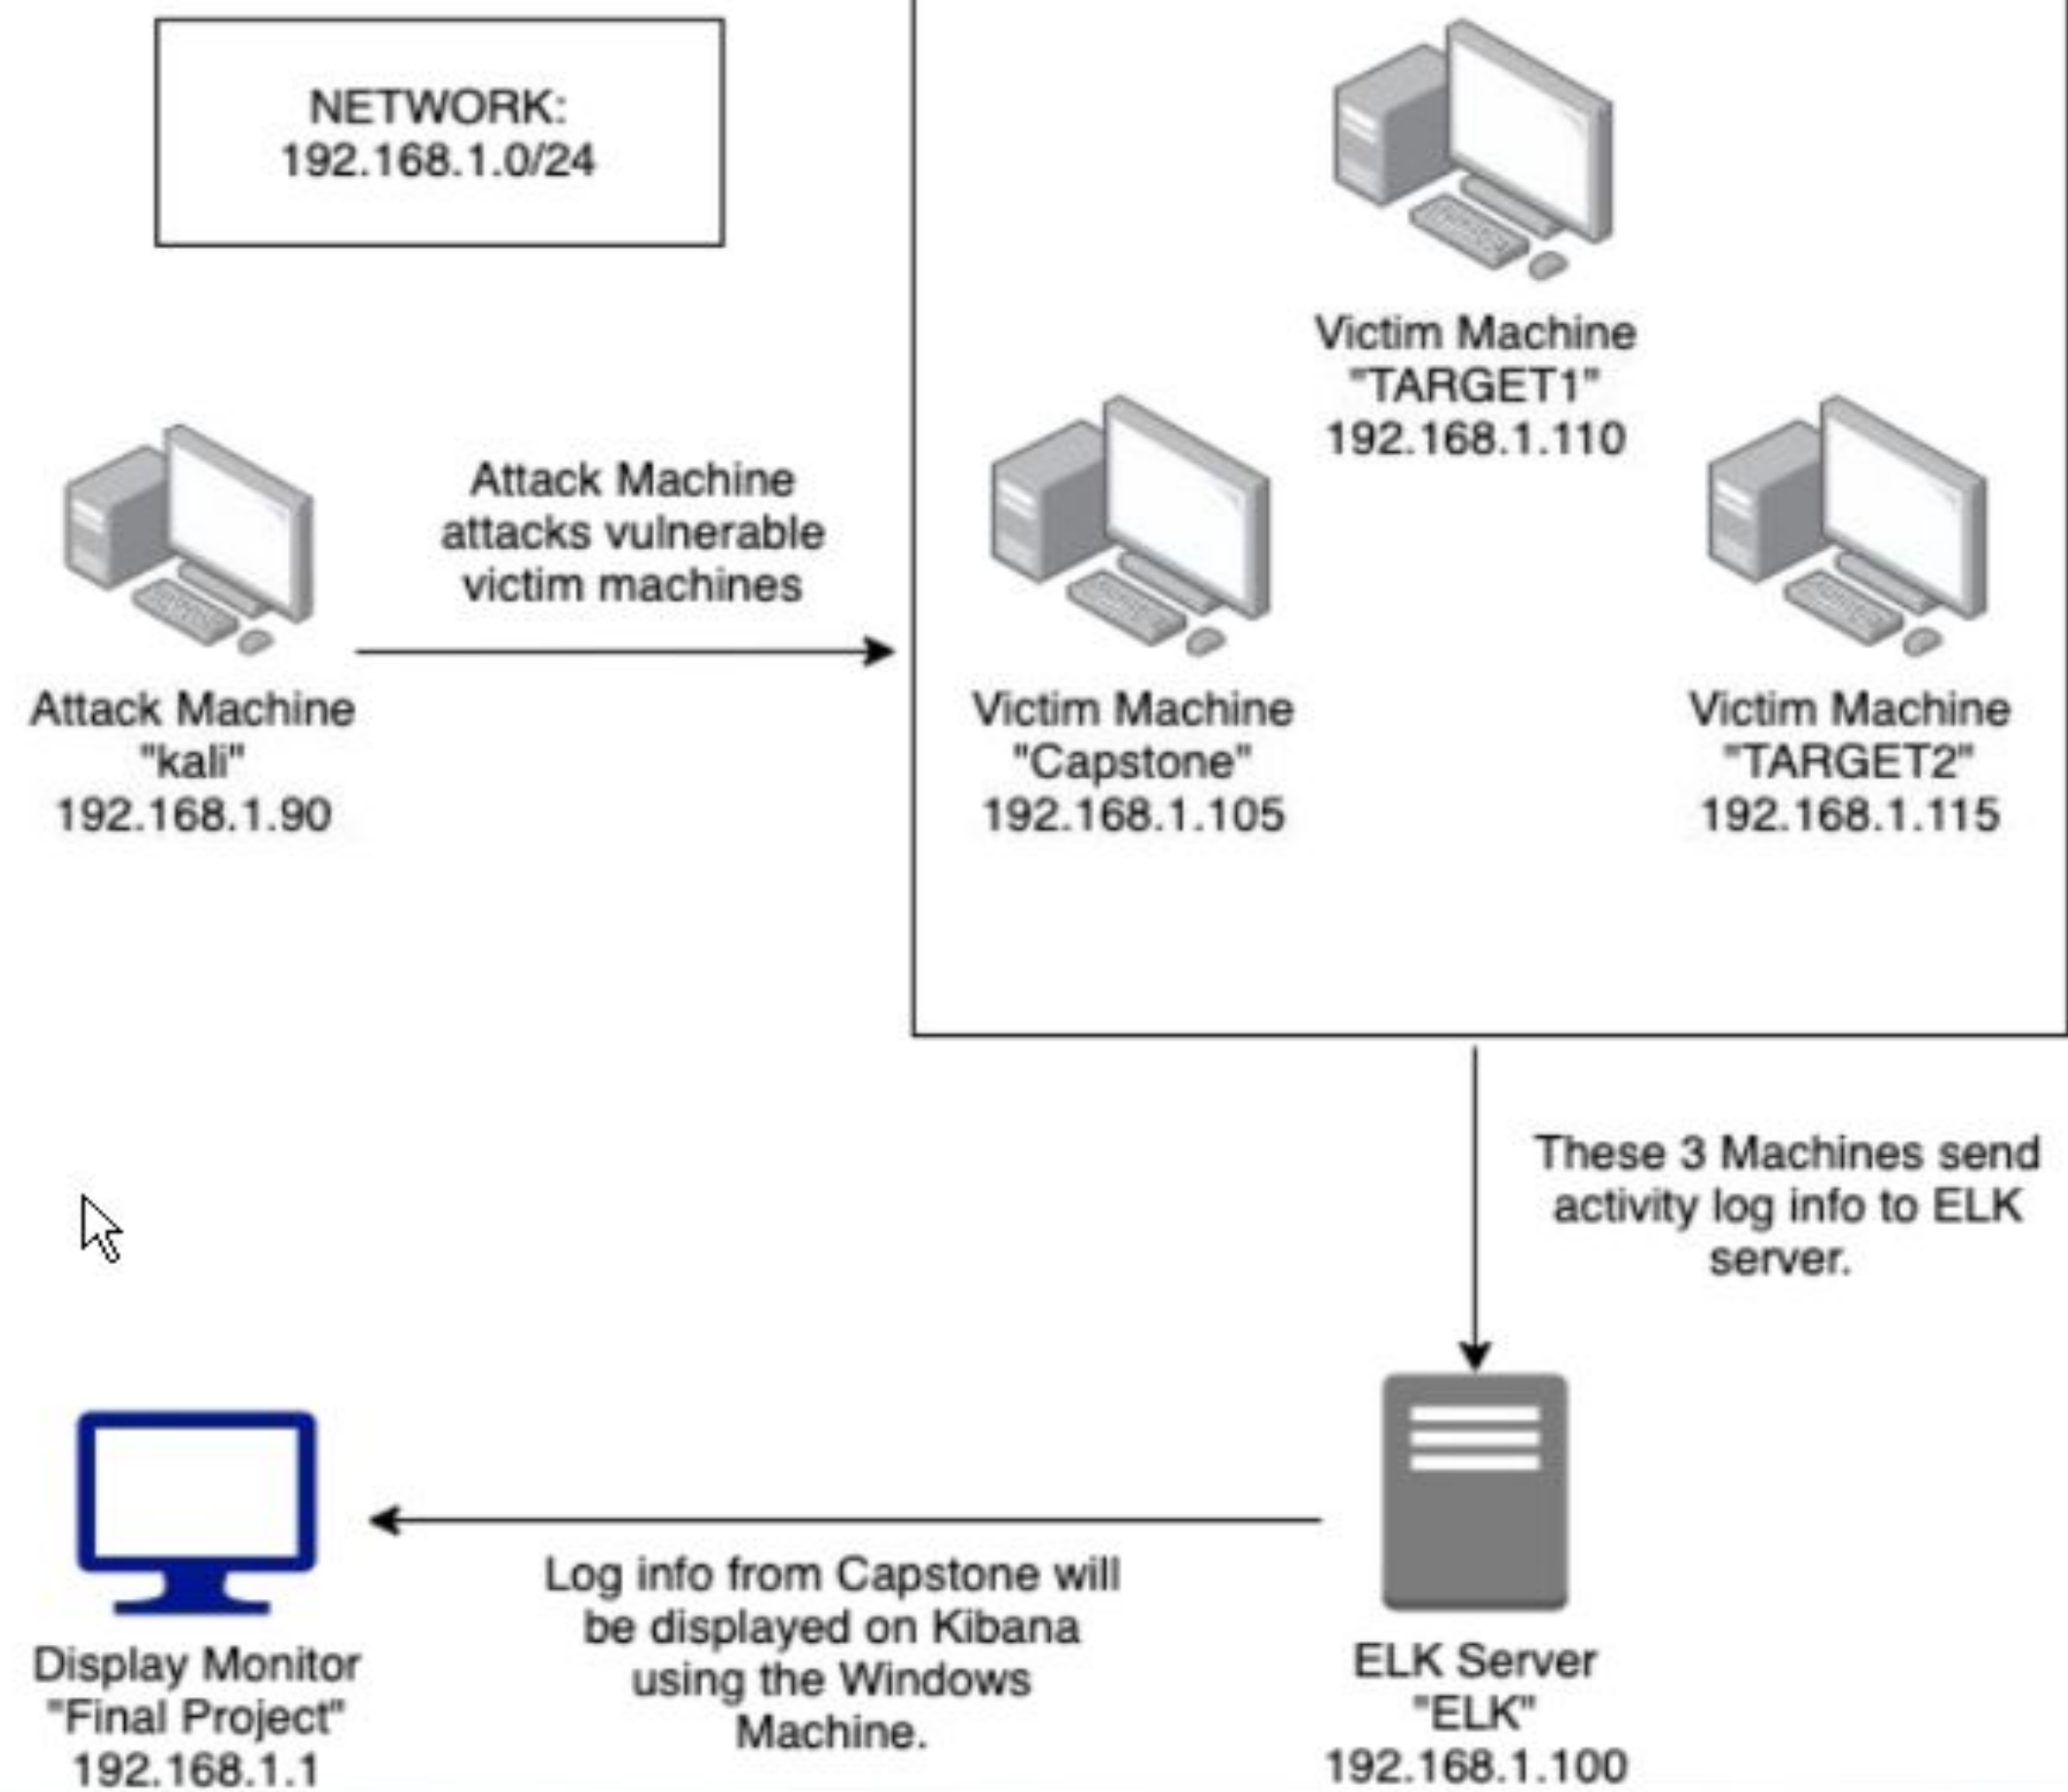 NETWORK:
192.168.1.0/24
Victim Machine
"TARGET1"
192.168.1.110
Attack Machine
attacks vulnerable
victim machines
Attack Machine
"kali"
192.168.1.90
Victim Machine
"Capstone"
192.168.1.105
Victim Machine
"TARGET2"
192.168.1.115
These 3 Machines send
activity log info to ELK
server.
Log info from Capstone will
be displayed on Kibana
using the Windows
Machine.
Display Monitor
"Final Project"
192.168.1.1
ELK Server
"ELK"
192.168.1.100